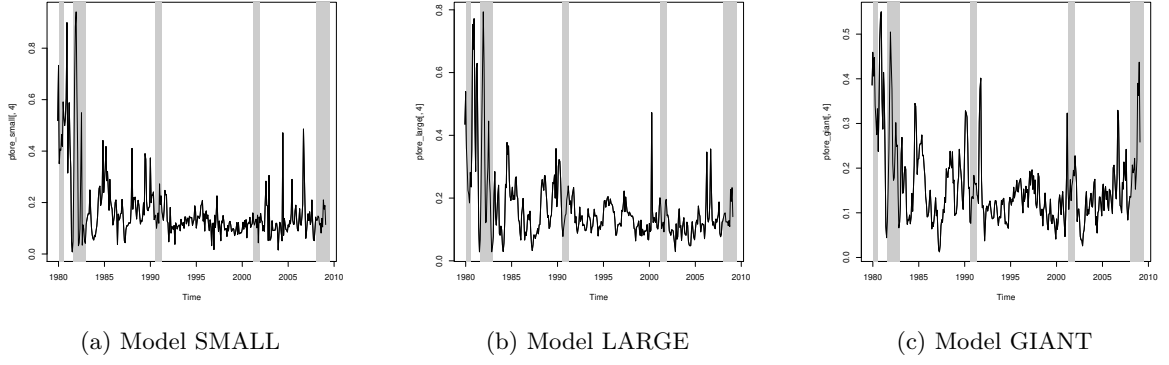 0.0 0.2 0.4 0.6 0.8
pfore_small[, 4]
1980 1985 1990 1995 2000 2005 2010
Time
(a) Model SMALL
0.0 0.2 0.4 0.6 0.8
pfore_large[, 4]
1980 1985 1990 1995 2000 2005 2010
Time
(b) Model LARGE
0.0 0.1 0.2 0.3 0.4 0.5
pfore_giant[, 4]
1980 1985 1990 1995 2000 2005 2010
Time
(c) Model GIANT